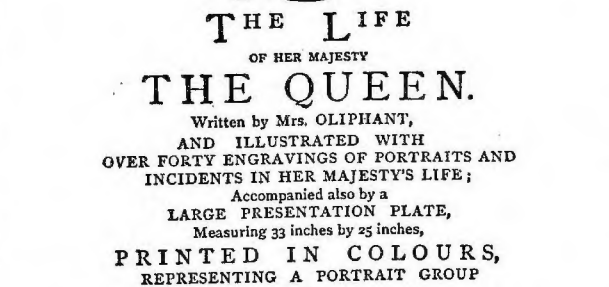 THE LIFE
OF HER MAJESTY
THE QUEEN.
Written by Mrs. OLIPHANT,
AND ILLUSTRATED WITH
OVER FORTY ENGRAVINGS OF PORTRAITS AND
INCIDENTS IN HER MAJESTY'S LIFE;
Accompanied also by a
LARGE PRESENTATION PLATE,
Measuring 33 inches by 25 inches,
PRINTED IN COLOURS,
REPRESENTING A PORTRAIT GROUP